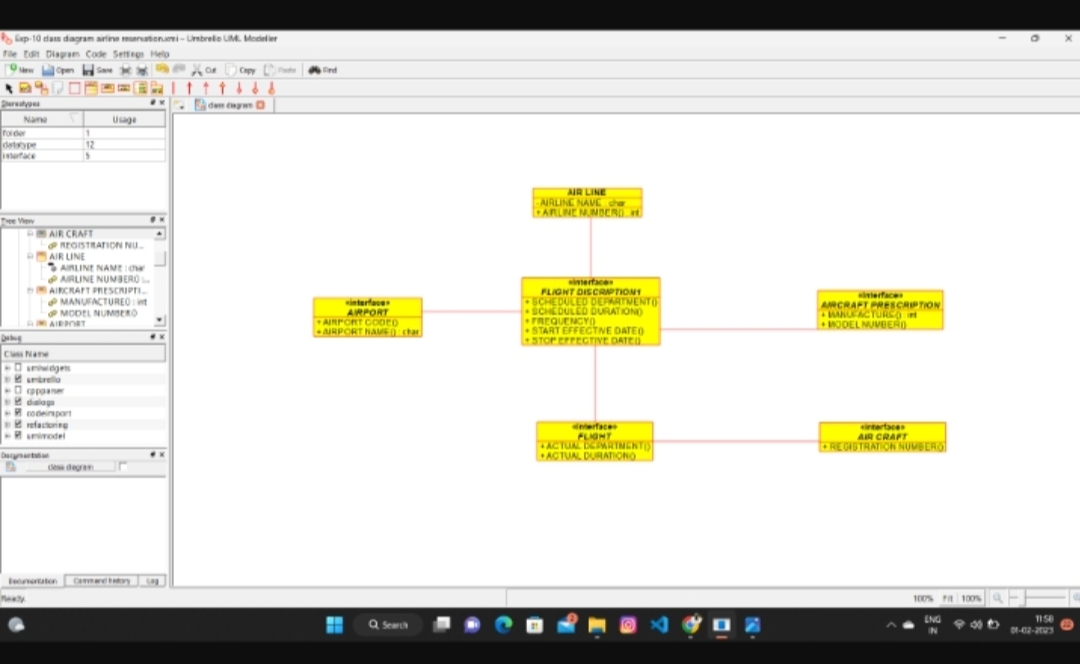 Exp-10 class diagram airline reservation.xmi - Umbrello UML Modeller
File Edit Diagram Code Settings Help
New Open Save Cut Copy Paste Find
Stereotypes
class diagram
Name Usage
folder 1
datatype 12
interface 5
Tree View
AIR CRAFT
REGISTRATION NU...
AIR LINE
AIRLINE NAME : char
AIRLINE NUMBER() : ...
AIRCRAFT PRESCRIPTI...
MANUFACTURE() : int
MODEL NUMBER()
AIRPORT
Debug
Class Name
umlwidgets
umbrello
cppparser
dialogs
codeimport
refactoring
umlmodel
Documentation
class diagram
Documentation Command history Log
Ready.
AIR LINE
- AIRLINE NAME : char
+ AIRLINE NUMBER() : int
«interface»
FLIGHT DISCRIPTION1
+ SCHEDULED DEPARTMENT()
+ SCHEDULED DURATION()
+ FREQUENCY()
+ START EFFECTIVE DATE()
+ STOP EFFECTIVE DATE()
«interface»
AIRPORT
+ AIRPORT CODE()
+ AIRPORT NAME() : char
«interface»
AIRCRAFT PRESCRIPTION
+ MANUFACTURE() : int
+ MODEL NUMBER()
«interface»
FLIGHT
+ ACTUAL DEPARTMENT()
+ ACTUAL DURATION()
«interface»
AIR CRAFT
+ REGISTRATION NUMBER()
100% Fit 100%
Search
ENG
IN
11:58
01-02-2023